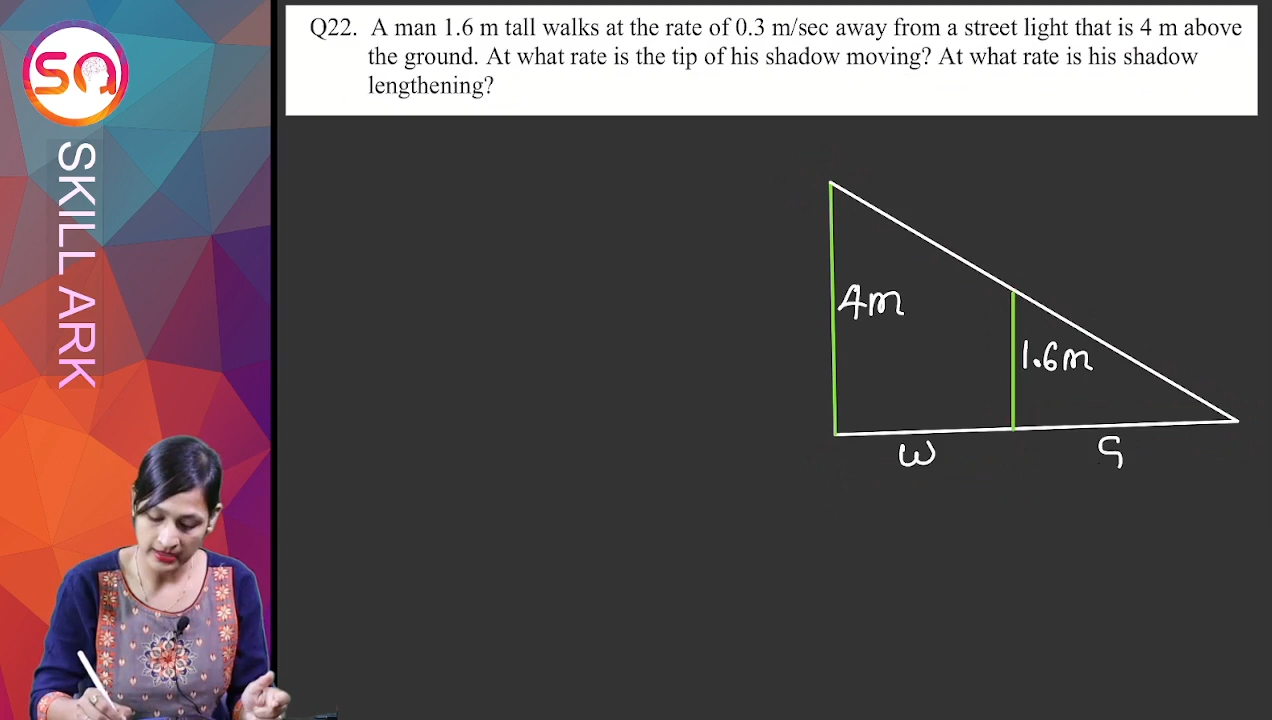 SA
SKILL ARK
Q22. A man 1.6 m tall walks at the rate of 0.3 m/sec away from a street light that is 4 m above
the ground. At what rate is the tip of his shadow moving? At what rate is his shadow
lengthening?
4m
1.6m
w
S